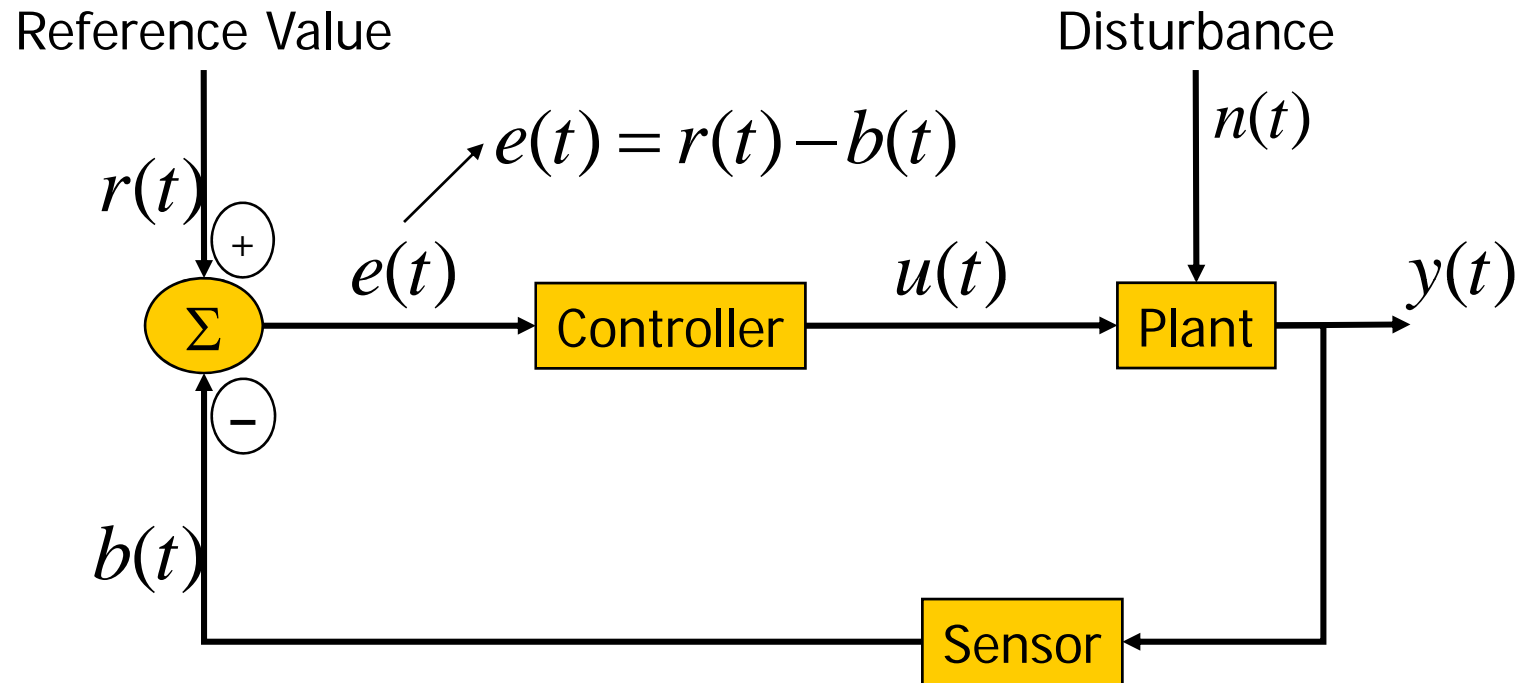 Reference Value
Disturbance
n(t)
e(t) = r(t) − b(t)
r(t)
+
e(t)
u(t)
y(t)
Σ
Controller
Plant
−
b(t)
Sensor